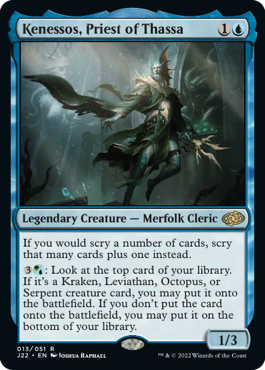 Kenessos, Priest of Thassa 1
Legendary Creature — Merfolk Cleric
If you would scry a number of cards, scry
that many cards plus one instead.
3: Look at the top card of your library.
If it's a Kraken, Leviathan, Octopus, or
Serpent creature card, you may put it onto
the battlefield. If you don't put the card
onto the battlefield, you may put it on the
bottom of your library.
1/3
013/051 R
J22 • EN Joshua Raphael
™ & © 2022 Wizards of the Coast